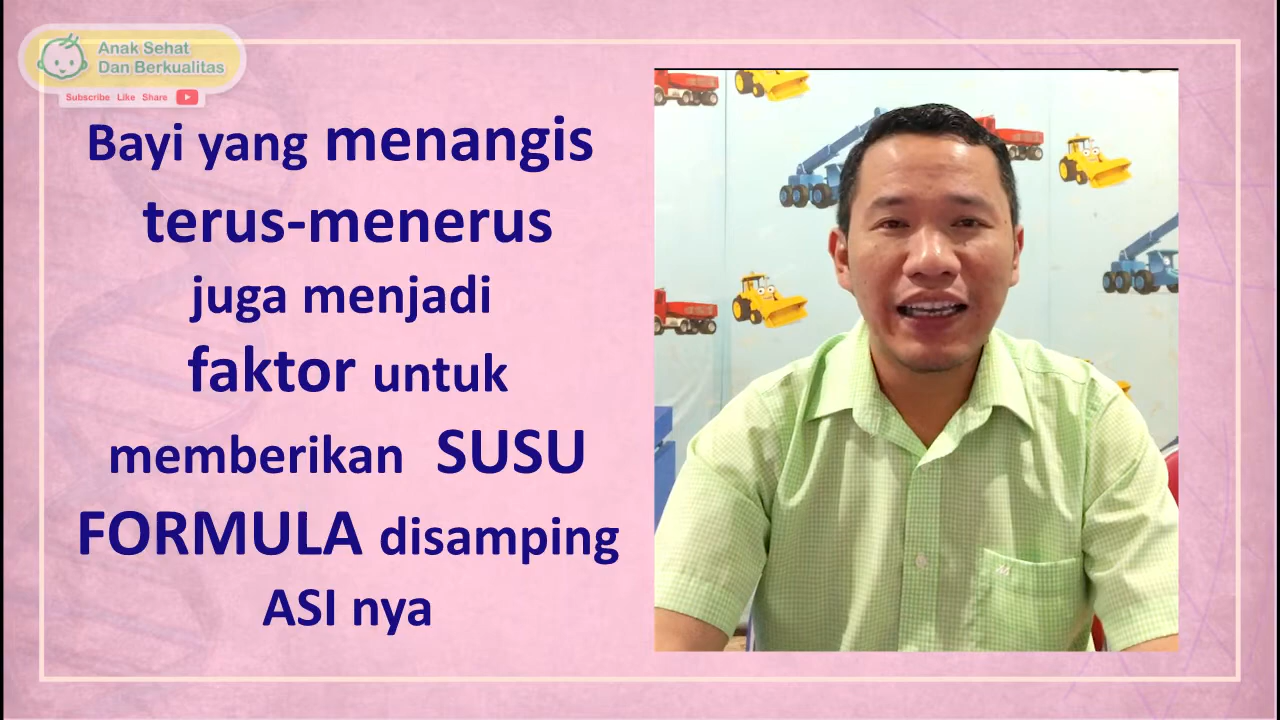 Anak Sehat
Dan Berkualitas
Subscribe Like Share
Bayi yang menangis
terus-menerus
juga menjadi
faktor untuk
memberikan SUSU
FORMULA disamping
ASI nya